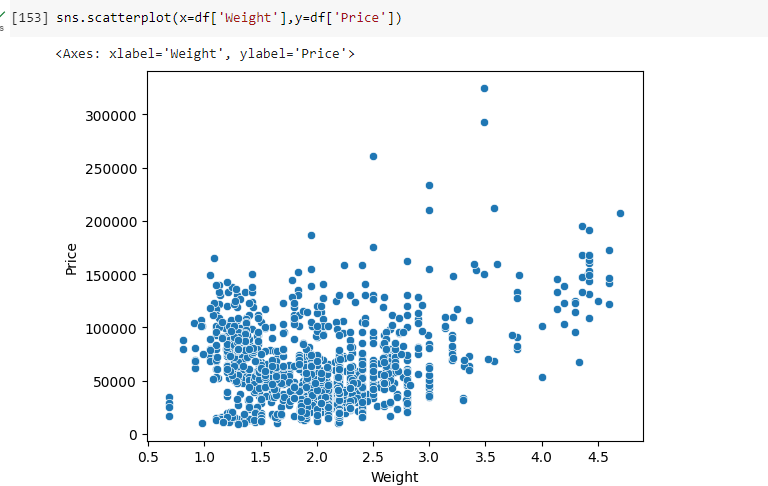 [153] sns.scatterplot(x=df['Weight'],y=df['Price'])
<Axes: xlabel='Weight', ylabel='Price'>
300000
250000
200000
150000
100000
50000
0
Price
0.5 1.0 1.5 2.0 2.5 3.0 3.5 4.0 4.5
Weight